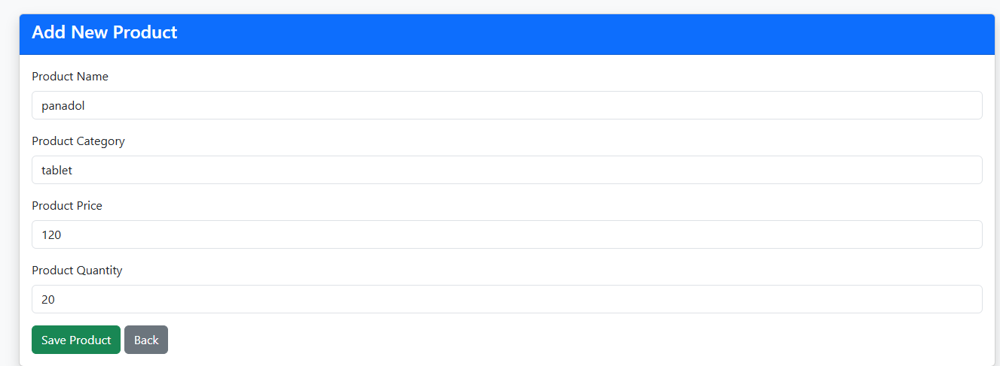 Add New Product
Product Name
panadol
Product Category
tablet
Product Price
120
Product Quantity
20
Save Product Back